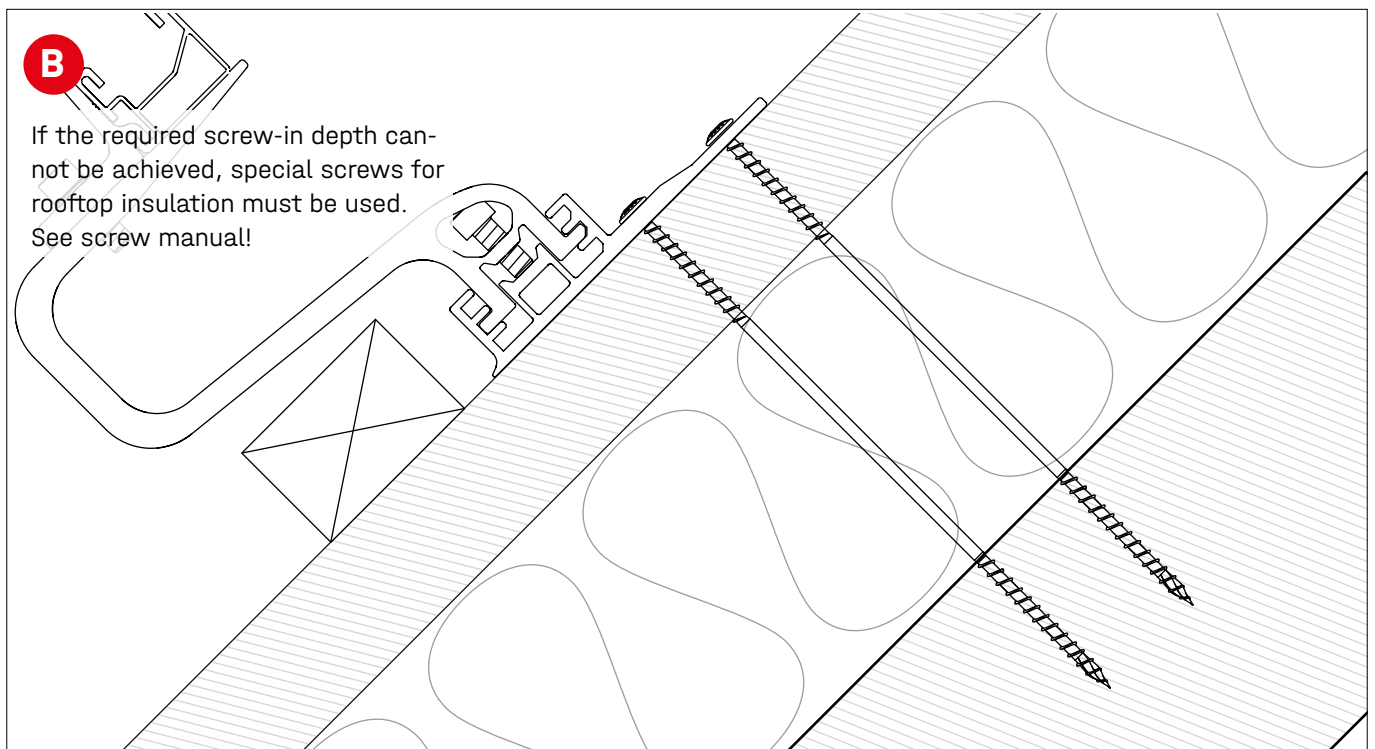 B
If the required screw-in depth can-
not be achieved, special screws for
rooftop insulation must be used.
See screw manual!